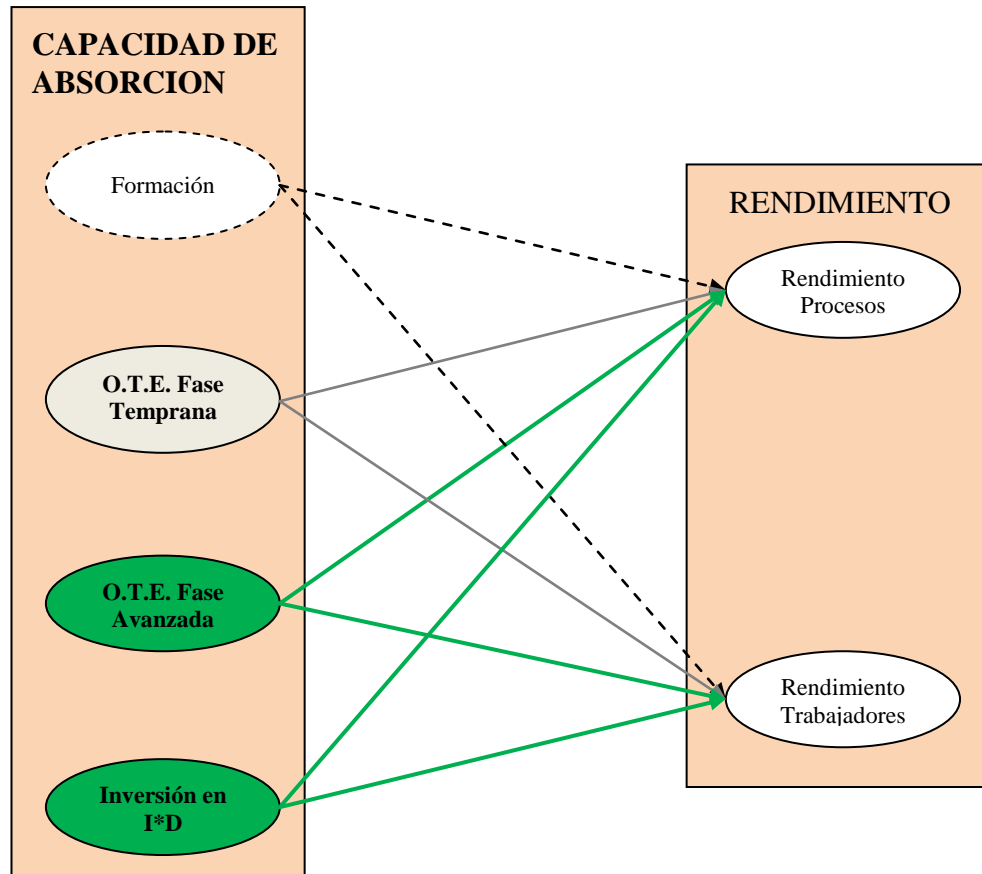 CAPACIDAD DE
ABSORCION
Formación
O.T.E. Fase
Temprana
O.T.E. Fase
Avanzada
Inversión en
I*D
RENDIMIENTO
Rendimiento
Procesos
Rendimiento
Trabajadores